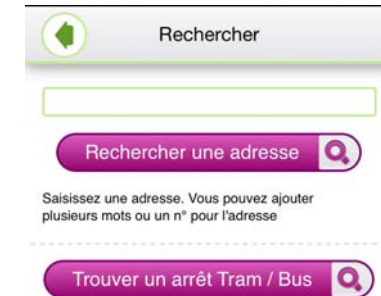 Rechercher
Rechercher une adresse
Saisissez une adresse. Vous pouvez ajouter
plusieurs mots ou un n° pour l'adresse
Trouver un arrêt Tram / Bus